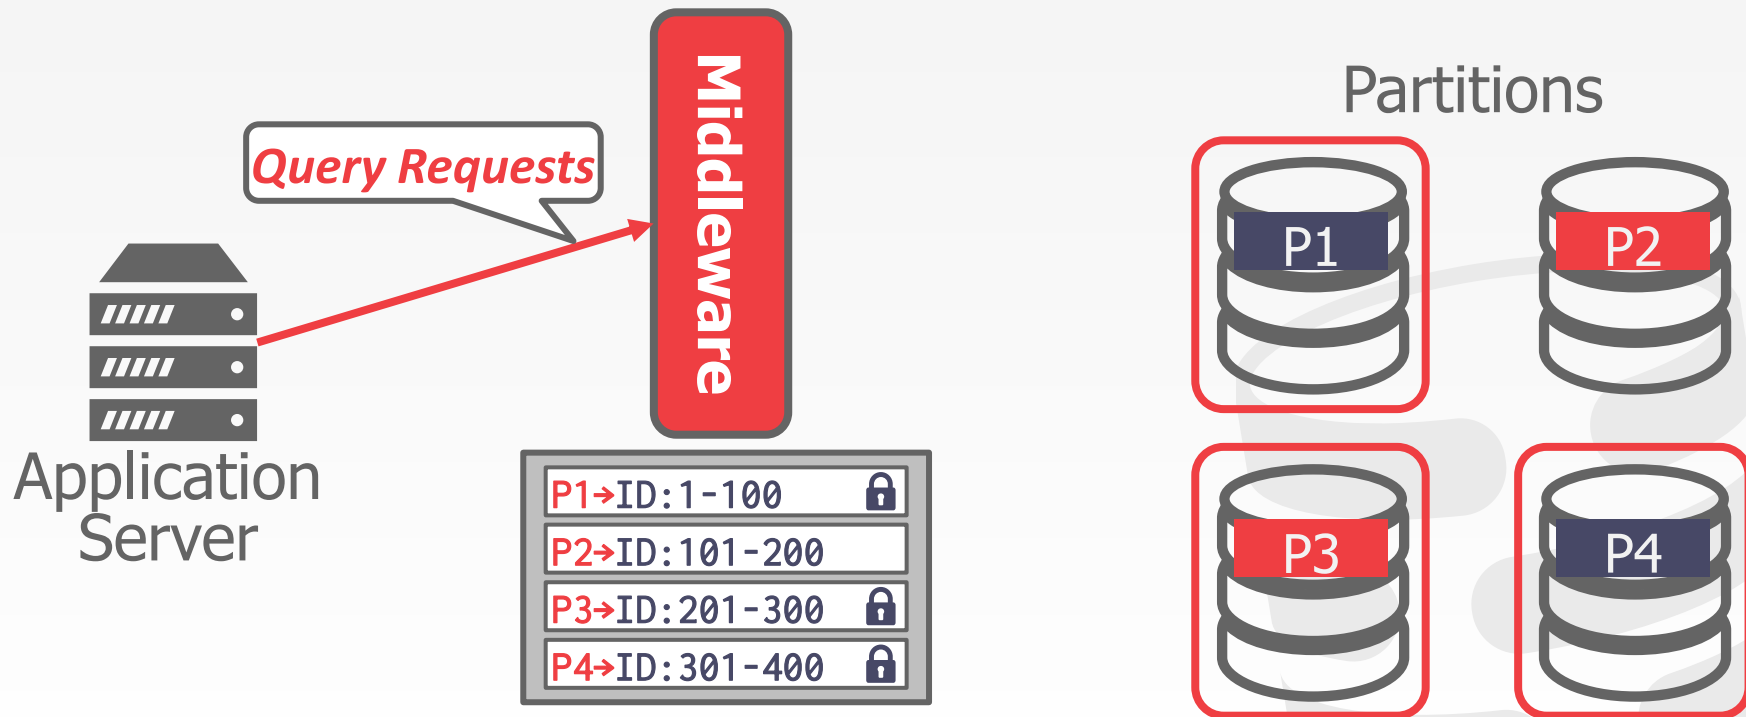 Middleware
Partitions
Query Requests
P1
P2
Application
Server
P1→ID:1-100
P2→ID:101-200
P3→ID:201-300
P4→ID:301-400
P3
P4